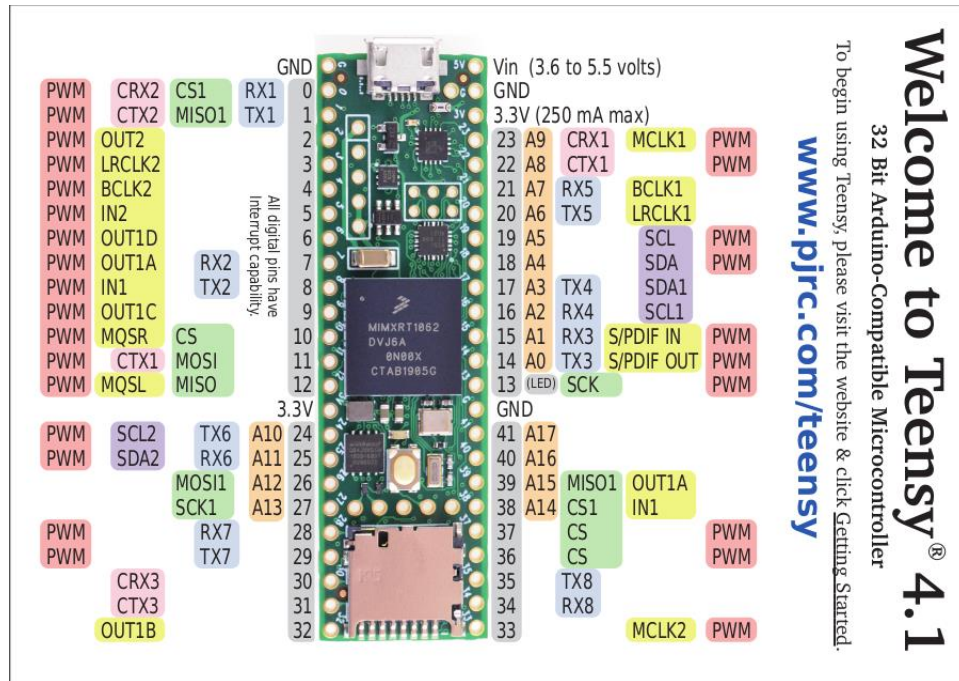 Welcome to Teensy® 4.1
32 Bit Arduino-Compatible Microcontroller
To begin using Teensy, please visit the website & click Getting Started.
www.pjrc.com/teensy
All digital pins have
Interrupt capability.
GND
PWM CRX2 CS1 RX1 0
PWM CTX2 MISO1 TX1 1
PWM OUT2 2
PWM LRCLK2 3
PWM BCLK2 4
PWM IN2 5
PWM OUT1D 6
PWM OUT1A RX2 7
PWM IN1 TX2 8
PWM OUT1C 9
PWM MQSR CS 10
PWM CTX1 MOSI 11
PWM MQSL MISO 12
3.3V
PWM SCL2 TX6 A10 24
PWM SDA2 RX6 A11 25
MOSI1 A12 26
SCK1 A13 27
PWM RX7 28
PWM TX7 29
CRX3 30
CTX3 31
OUT1B 32
MIMXRT1062
DVJ6A
0N00X
CTAB1905G
Vin (3.6 to 5.5 volts)
GND
3.3V (250 mA max)
23 A9 CRX1 MCLK1 PWM
22 A8 CTX1 PWM
21 A7 RX5 BCLK1
20 A6 TX5 LRCLK1
19 A5 SCL PWM
18 A4 SDA PWM
17 A3 TX4 SDA1
16 A2 RX4 SCL1
15 A1 RX3 S/PDIF IN PWM
14 A0 TX3 S/PDIF OUT PWM
13 (LED) SCK PWM
GND
41 A17
40 A16
39 A15 MISO1 OUT1A
38 A14 CS1 IN1
37 CS PWM
36 CS PWM
35 TX8
34 RX8
33 MCLK2 PWM